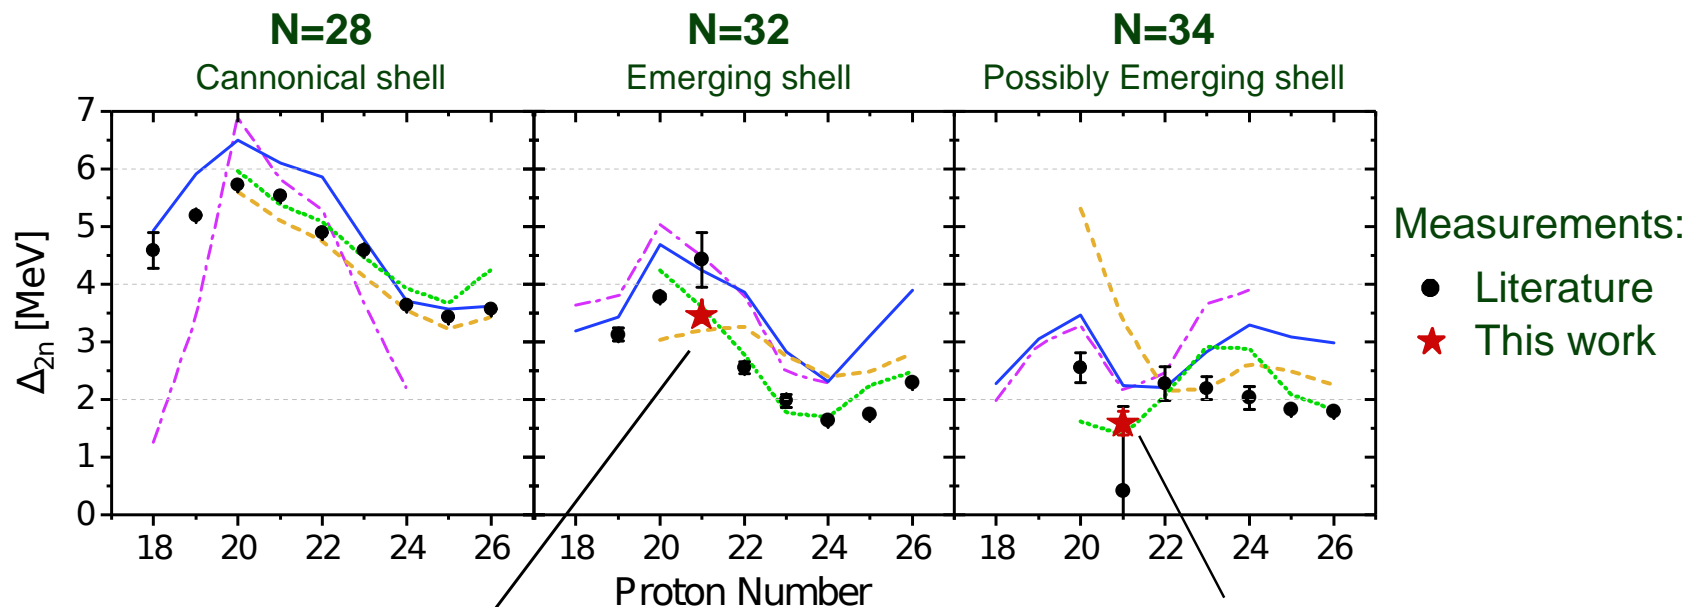 N=28
Cannonical shell
N=32
Emerging shell
N=34
Possibly Emerging shell
Δ2n [MeV]
7
6
5
4
3
2
1
0
18 20 22 24 26
18 20 22 24 26
18 20 22 24 26
Proton Number
Measurements:
Literature
This work